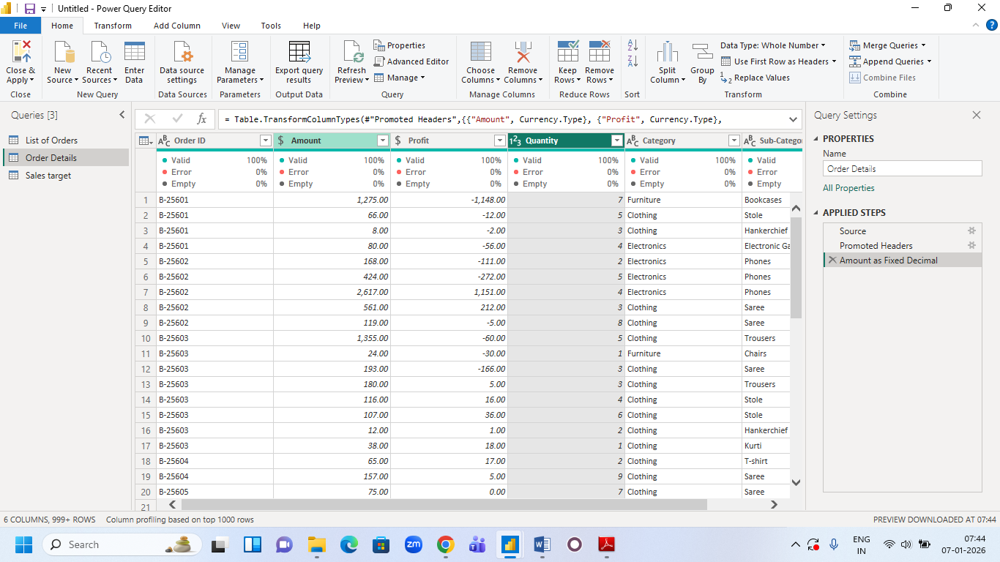 Untitled - Power Query Editor
File Home Transform Add Column View Tools Help
Close & Apply
New Source
Recent Sources
Enter Data
Data source settings
Manage Parameters
Export query results
Refresh Preview
Properties
Advanced Editor
Manage
Choose Columns
Remove Columns
Keep Rows
Remove Rows
Split Column
Group By
Data Type: Whole Number
Use First Row as Headers
Replace Values
Merge Queries
Append Queries
Combine Files
Close New Query Data Sources Parameters Output Data Query Manage Columns Reduce Rows Sort Transform Combine
Queries [3]
List of Orders
Order Details
Sales target
= Table.TransformColumnTypes(#"Promoted Headers",{{"Amount", Currency.Type}, {"Profit", Currency.Type},
Order ID $ Amount $ Profit 123 Quantity ABC Category ABC Sub-Catego
Valid 100% Valid 100% Valid 100% Valid 100% Valid 100% Valid
Error 0% Error 0% Error 0% Error 0% Error 0% Error
Empty 0% Empty 0% Empty 0% Empty 0% Empty 0% Empty
1 B-25601 1,275.00 -1,148.00 7 Furniture Bookcases
2 B-25601 66.00 -12.00 5 Clothing Stole
3 B-25601 8.00 -2.00 3 Clothing Hankerchief
4 B-25601 80.00 -56.00 4 Electronics Electronic Ga
5 B-25602 168.00 -111.00 2 Electronics Phones
6 B-25602 424.00 -272.00 5 Electronics Phones
7 B-25602 2,617.00 1,151.00 4 Electronics Phones
8 B-25602 561.00 212.00 3 Clothing Saree
9 B-25602 119.00 -5.00 8 Clothing Saree
10 B-25603 1,355.00 -60.00 5 Clothing Trousers
11 B-25603 24.00 -30.00 1 Furniture Chairs
12 B-25603 193.00 -166.00 3 Clothing Saree
13 B-25603 180.00 5.00 3 Clothing Trousers
14 B-25603 116.00 16.00 4 Clothing Stole
15 B-25603 107.00 36.00 6 Clothing Stole
16 B-25603 12.00 1.00 2 Clothing Hankerchief
17 B-25603 38.00 18.00 1 Clothing Kurti
18 B-25604 65.00 17.00 2 Clothing T-shirt
19 B-25604 157.00 5.00 9 Clothing Saree
20 B-25605 75.00 0.00 7 Clothing Saree
21
Query Settings
PROPERTIES
Name
Order Details
All Properties
APPLIED STEPS
Source
Promoted Headers
Amount as Fixed Decimal
6 COLUMNS, 999+ ROWS Column profiling based on top 1000 rows PREVIEW DOWNLOADED AT 07:44
Search
zm
ENG
IN
07:44
07-01-2026